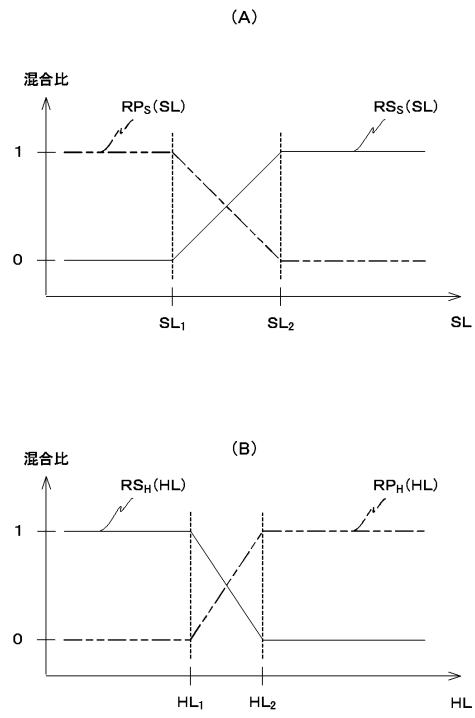 (A)
混合比
RPS(SL)
RSS(SL)
1
0
SL1
SL2
SL
(B)
混合比
RSH(HL)
RPH(HL)
1
0
HL1
HL2
HL